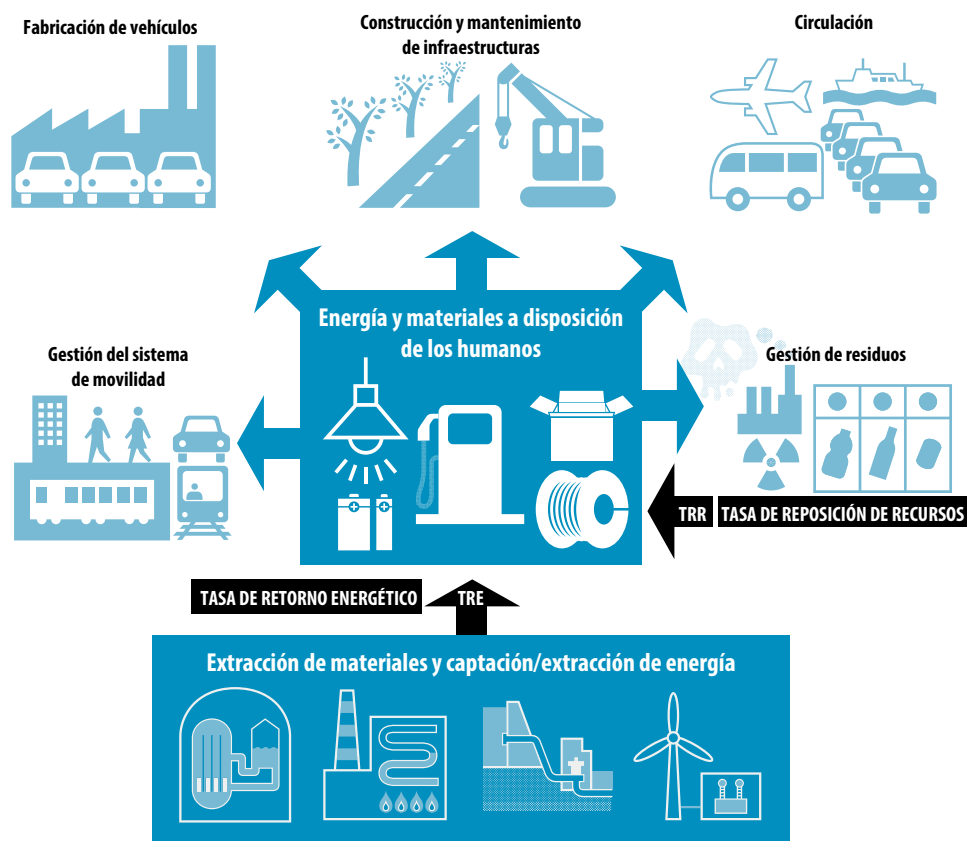 Fabricación de vehículos
Construcción y mantenimiento
de infraestructuras
Circulación
Energía y materiales a disposición
de los humanos
Gestión del sistema
de movilidad
Gestión de residuos
TRR
TASA DE REPOSICIÓN DE RECURSOS
TASA DE RETORNO ENERGÉTICO
TRE
Extracción de materiales y captación/extracción de energía